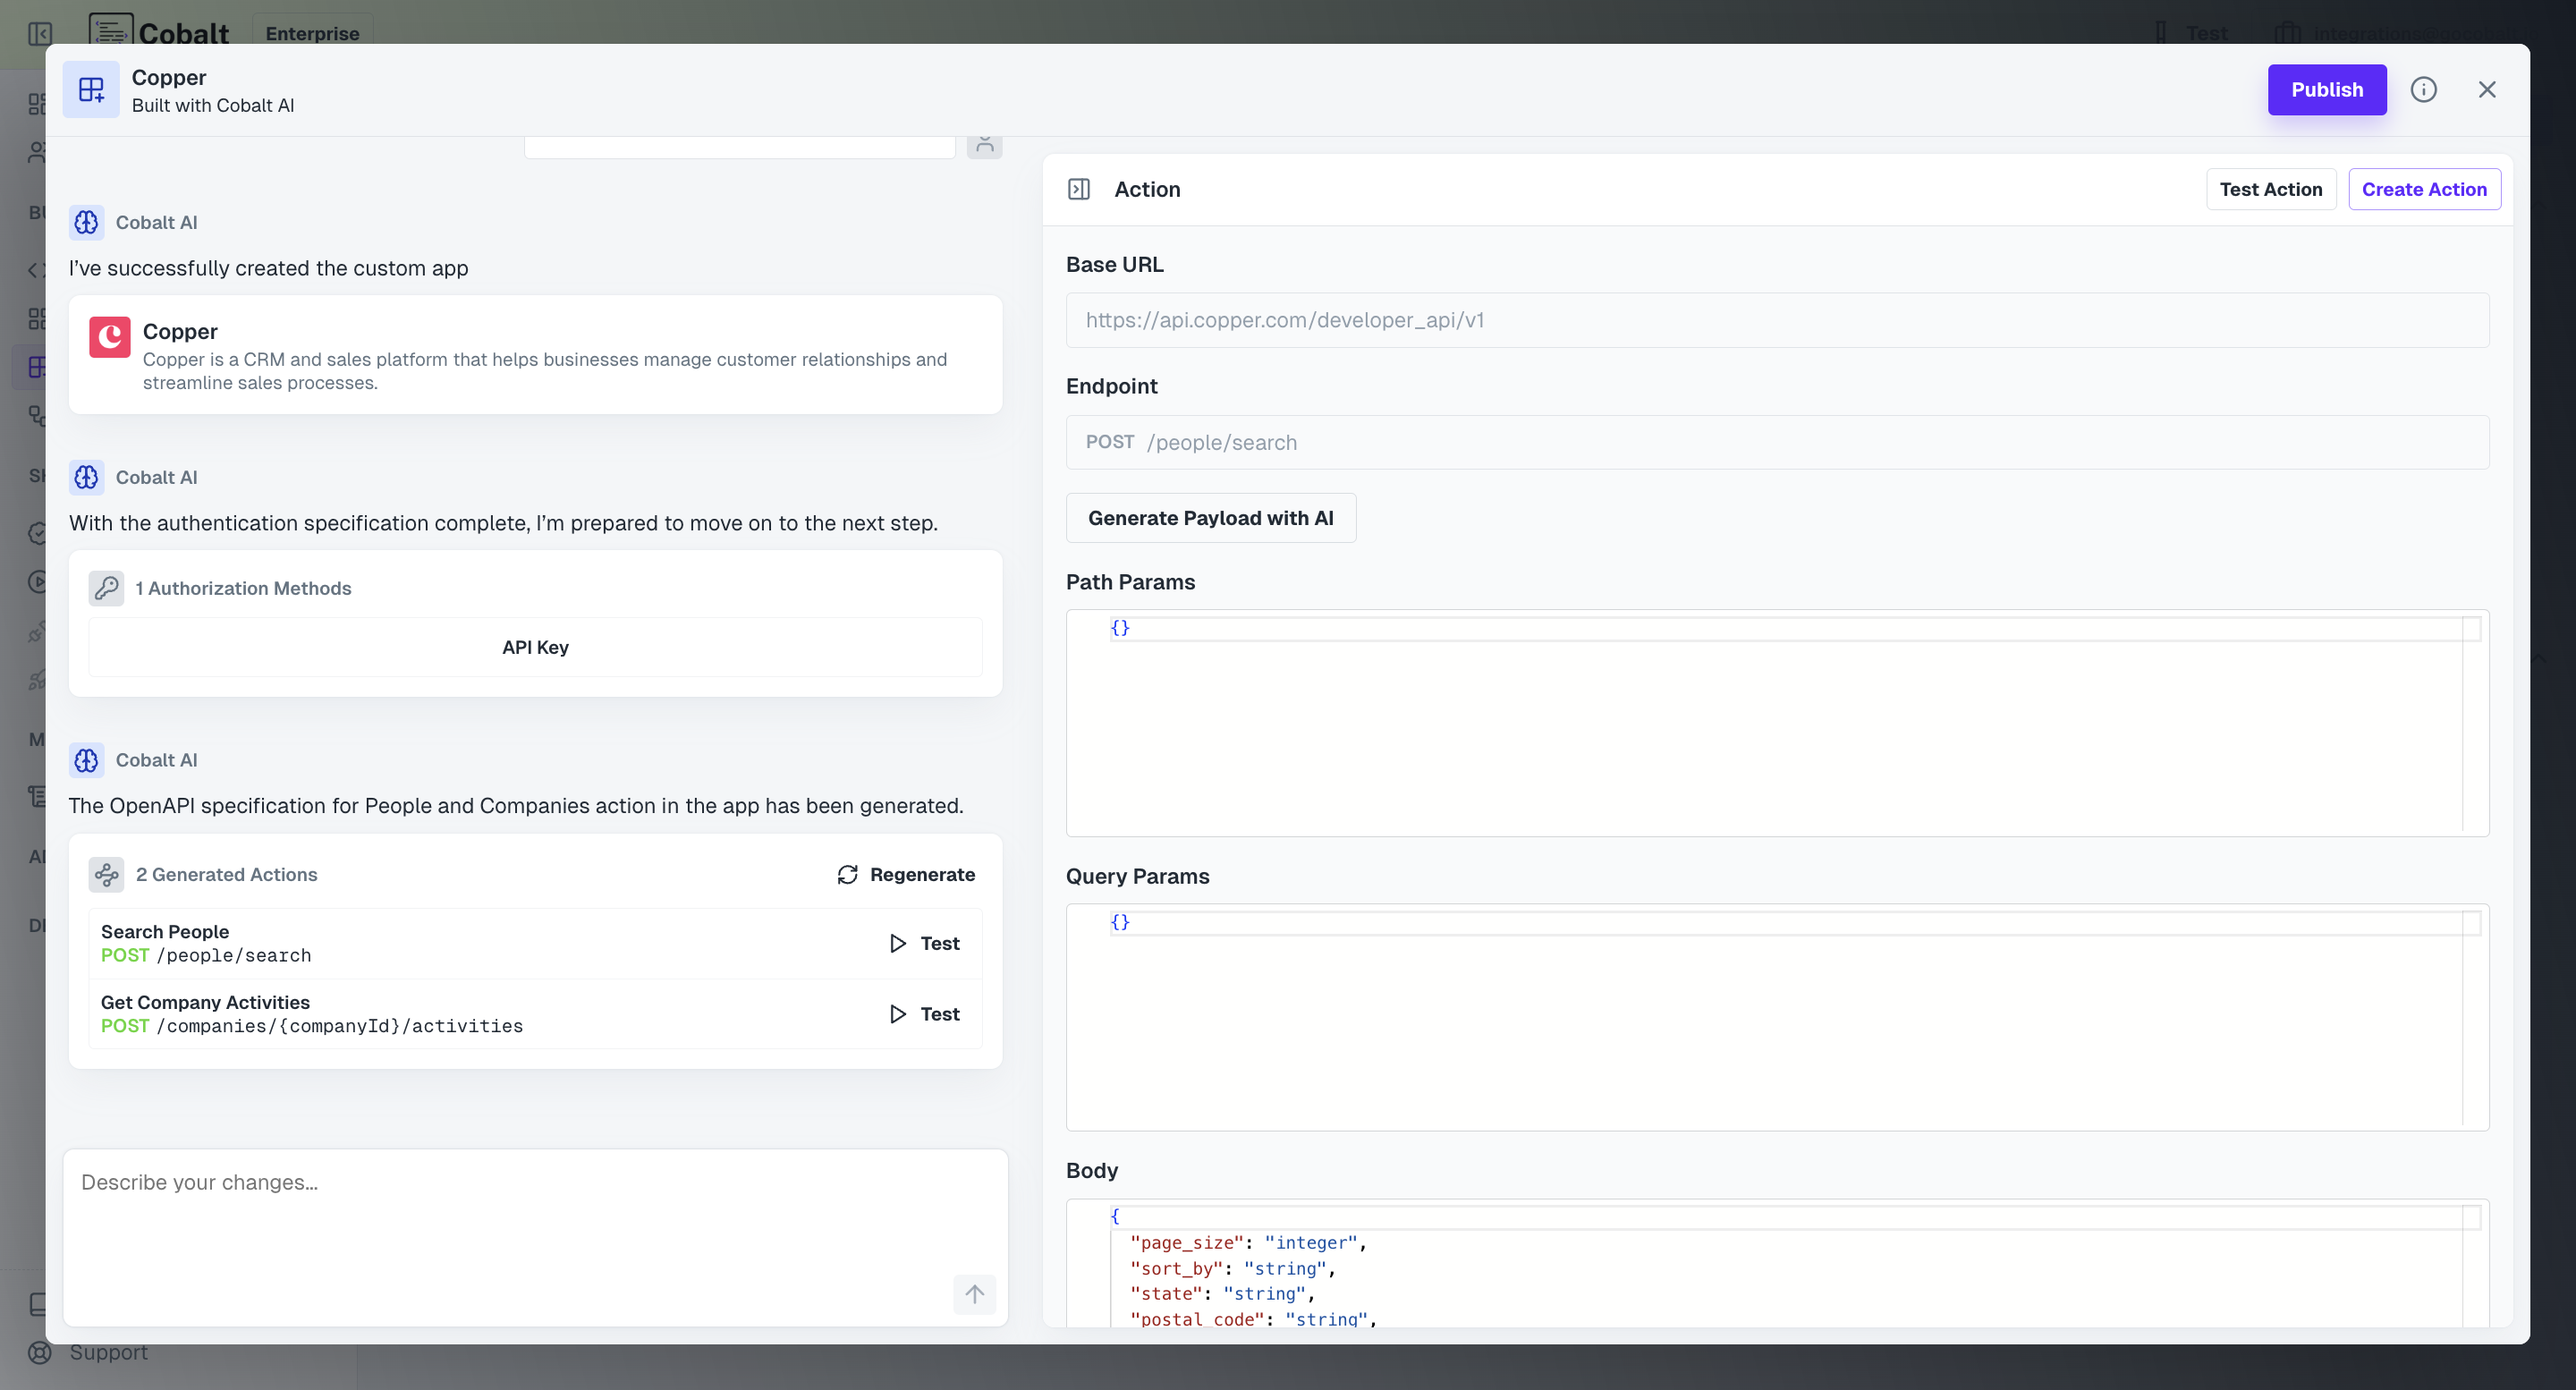 Cobalt
Enterprise
Test
Copper
Built with Cobalt AI
Publish
Cobalt AI
I've successfully created the custom app
Copper
Copper is a CRM and sales platform that helps businesses manage customer relationships and
streamline sales processes.
Cobalt AI
With the authentication specification complete, I'm prepared to move on to the next step.
1 Authorization Methods
API Key
Cobalt AI
The OpenAPI specification for People and Companies action in the app has been generated.
2 Generated Actions
Regenerate
Search People
POST /people/search
Test
Get Company Activities
POST /companies/{companyId}/activities
Test
Describe your changes...
Support
Action
Test Action
Create Action
Base URL
https://api.copper.com/developer_api/v1
Endpoint
POST /people/search
Generate Payload with AI
Path Params
{}
Query Params
{}
Body
{
"page_size": "integer",
"sort_by": "string",
"state": "string",
"postal_code": "string",